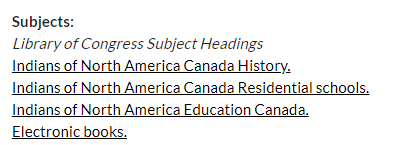 Subjects:
Library of Congress Subject Headings
Indians of North America Canada History.
Indians of North America Canada Residential schools.
Indians of North America Education Canada.
Electronic books.